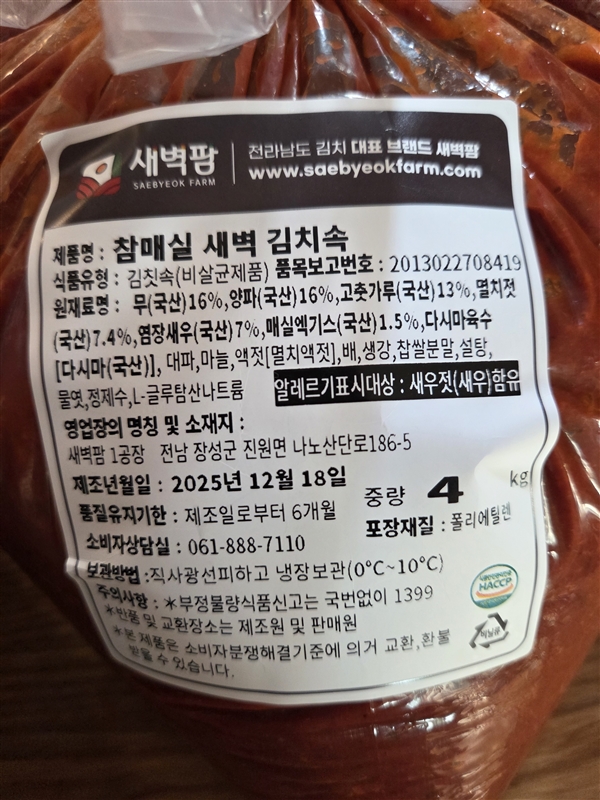 새벽팜
SAEBYEOK FARM
전라남도 김치 대표 브랜드 새벽팜
www.saebyeokfarm.com
제품명 : 참매실 새벽 김치속
식품유형 : 김칫속(비살균제품) 품목보고번호 : 2013022708419
원재료명 : 무(국산)16%,양파(국산)16%,고춧가루(국산)13%,멸치젓
(국산)7.4%,염장새우(국산)7%,매실엑기스(국산)1.5%,다시마육수
[다시마(국산)], 대파,마늘,액젓[멸치액젓],배,생강,찹쌀분말,설탕,
물엿,정제수,L-글루탐산나트륨 알레르기표시대상 : 새우젓(새우)함유
영업장의 명칭 및 소재지 :
새벽팜 1공장 전남 장성군 진원면 나노산단로186-5
제조년월일 : 2025년 12월 18일
중량 4 kg
품질유지기한 : 제조일로부터 6개월
포장재질 : 폴리에틸렌
소비자상담실 : 061-888-7110
보관방법 :직사광선피하고 냉장보관(0°C~10°C)
주의사항 : *부정불량식품신고는 국번없이 1399
*반품 및 교환장소는 제조원 및 판매원
*본 제품은 소비자분쟁해결기준에 의거 교환,환불
받을 수 있습니다.
HACCP
비닐류